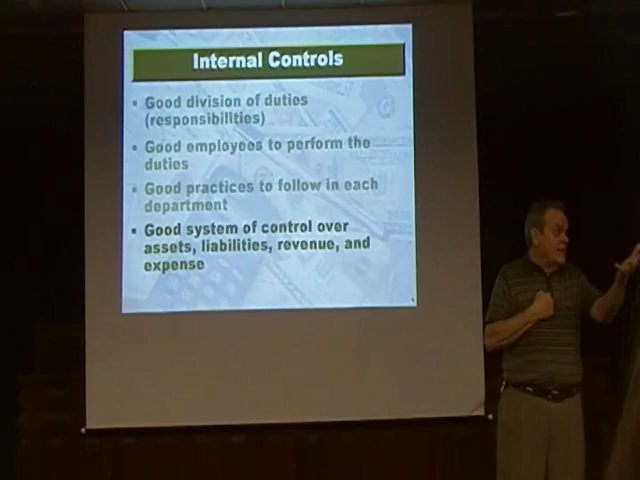 Internal Controls
▪ Good division of duties
(responsibilities)
▪ Good employees to perform the
duties
▪ Good practices to follow in each
department
▪ Good system of control over
assets, liabilities, revenue, and
expense